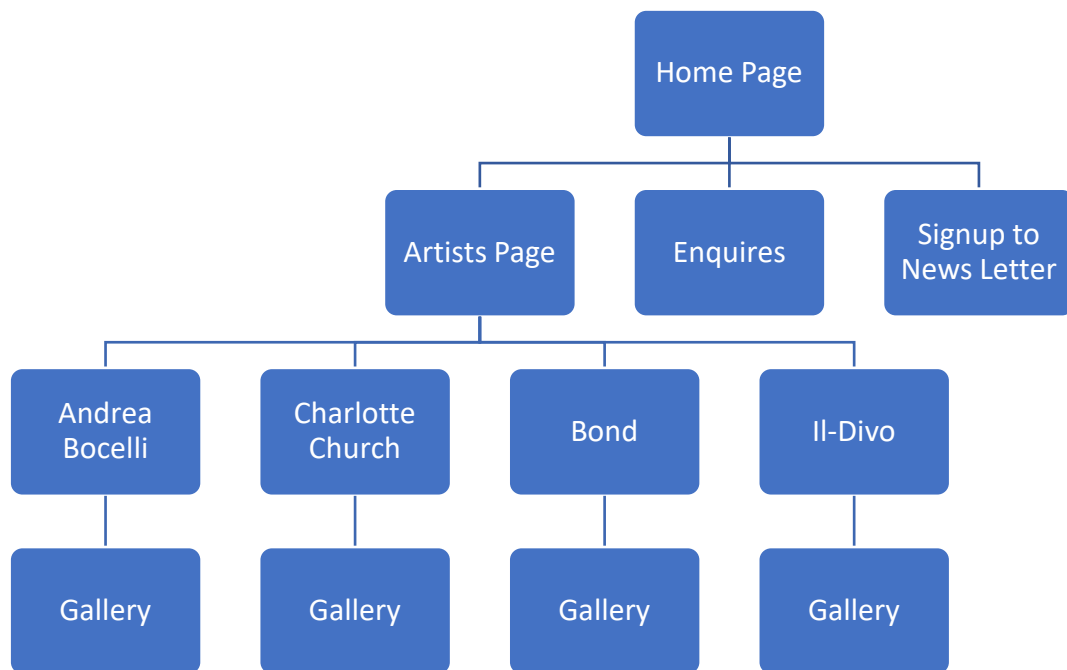 Home Page
Artists Page
Enquires
Signup to
News Letter
Andrea
Bocelli
Charlotte
Church
Bond
Il-Divo
Gallery
Gallery
Gallery
Gallery